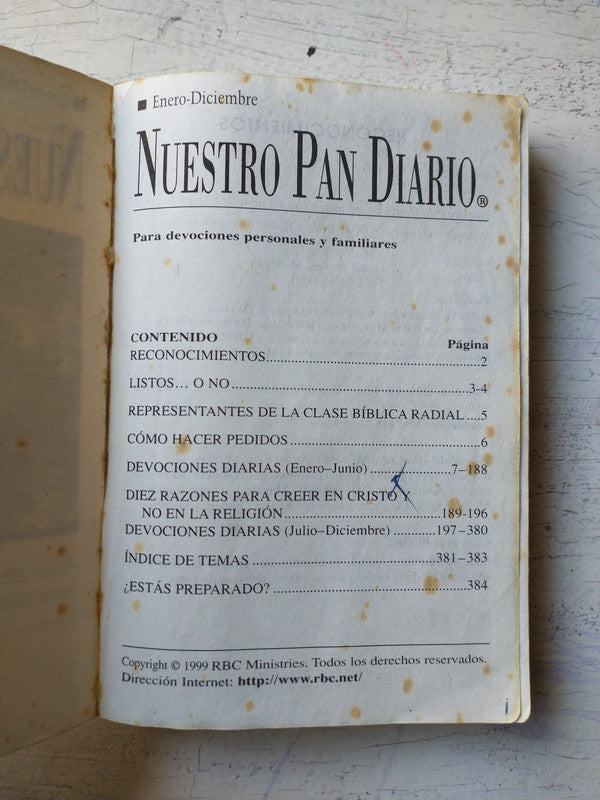 ■ Enero-Diciembre
NUESTRO PAN DIARIO®
Para devociones personales y familiares
CONTENIDO Página
RECONOCIMIENTOS..................................................2
LISTOS... O NO..................................................3-4
REPRESENTANTES DE LA CLASE BÍBLICA RADIAL....5
CÓMO HACER PEDIDOS..........................................6
DEVOCIONES DIARIAS (Enero–Junio)....................7–188
DIEZ RAZONES PARA CREER EN CRISTO Y
NO EN LA RELIGIÓN.....................................189-196
DEVOCIONES DIARIAS (Julio–Diciembre)...........197–380
ÍNDICE DE TEMAS..........................................381–383
¿ESTÁS PREPARADO?..........................................384
Copyright © 1999 RBC Ministries. Todos los derechos reservados.
Dirección Internet: http://www.rbc.net/